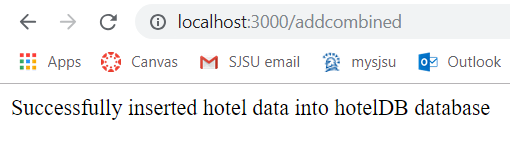 localhost:3000/addcombined
Apps Canvas SJSU email mysjsu Outlook
Successfully inserted hotel data into hotelDB database